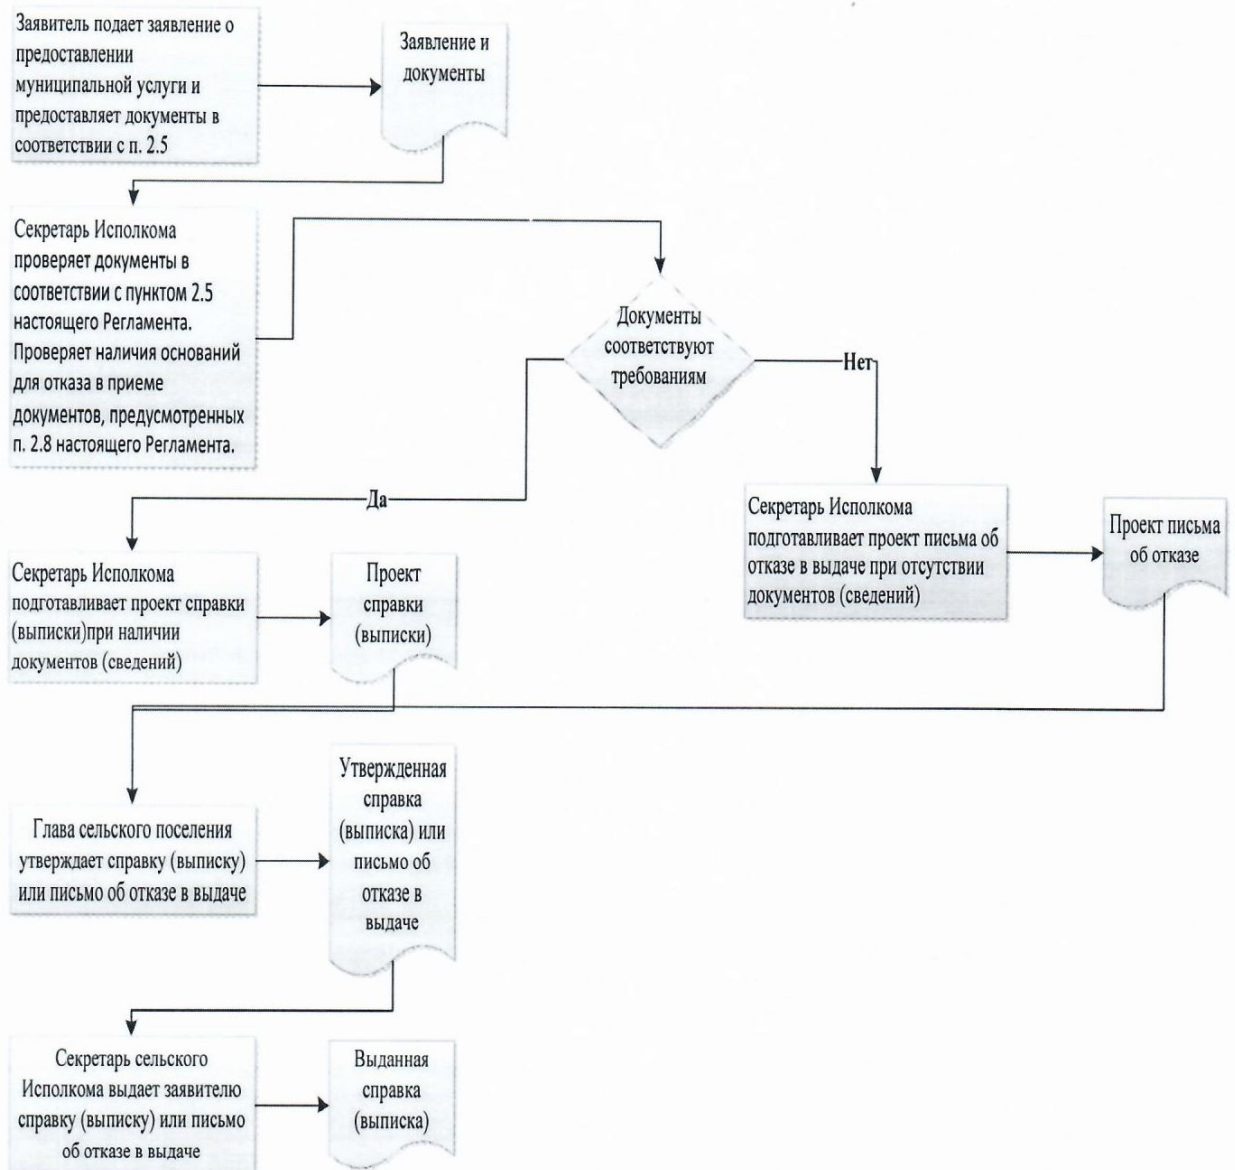 Заявитель подает заявление о
предоставлении
муниципальной услуги и
предоставляет документы в
соответствии с п. 2.5
Заявление и
документы
Секретарь Исполкома
проверяет документы в
соответствии с пунктом 2.5
настоящего Регламента.
Проверяет наличия оснований
для отказа в приеме
документов, предусмотренных
п. 2.8 настоящего Регламента.
Документы
соответствуют
требованиям
Нет
Да
Секретарь Исполкома
подготавливает проект письма об
отказе в выдаче при отсутствии
документов (сведений)
Проект письма
об отказе
Секретарь Исполкома
подготавливает проект справки
(выписки)при наличии
документов (сведений)
Проект
справки
(выписки)
Глава сельского поселения
утверждает справку (выписку)
или письмо об отказе в выдаче
Утвержденная
справка
(выписка) или
письмо об
отказе в
выдаче
Секретарь сельского
Исполкома выдает заявителю
справку (выписку) или письмо
об отказе в выдаче
Выданная
справка
(выписка)